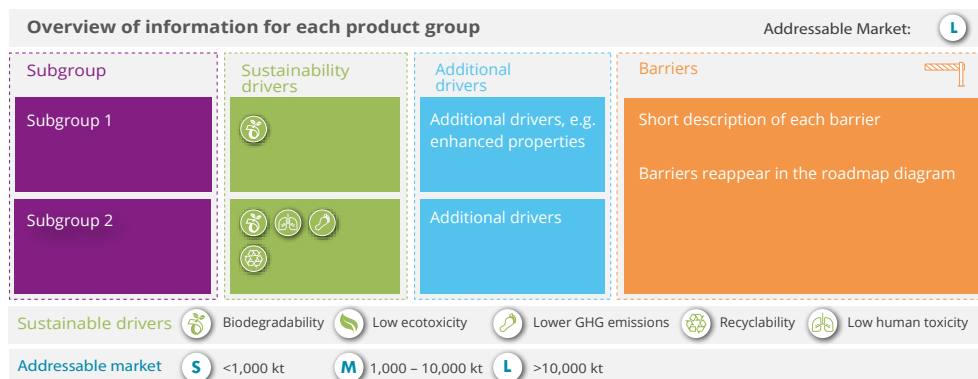 Overview of information for each product group
Addressable Market:
L
Subgroup
Sustainability
drivers
Additional
drivers
Barriers
Subgroup 1
Additional drivers, e.g.
enhanced properties
Short description of each barrier
Barriers reappear in the roadmap diagram
Subgroup 2
Additional drivers
Sustainable drivers
Biodegradability
Low ecotoxicity
Lower GHG emissions
Recyclability
Low human toxicity
Addressable market
S
<1,000 kt
M
1,000 – 10,000 kt
L
>10,000 kt